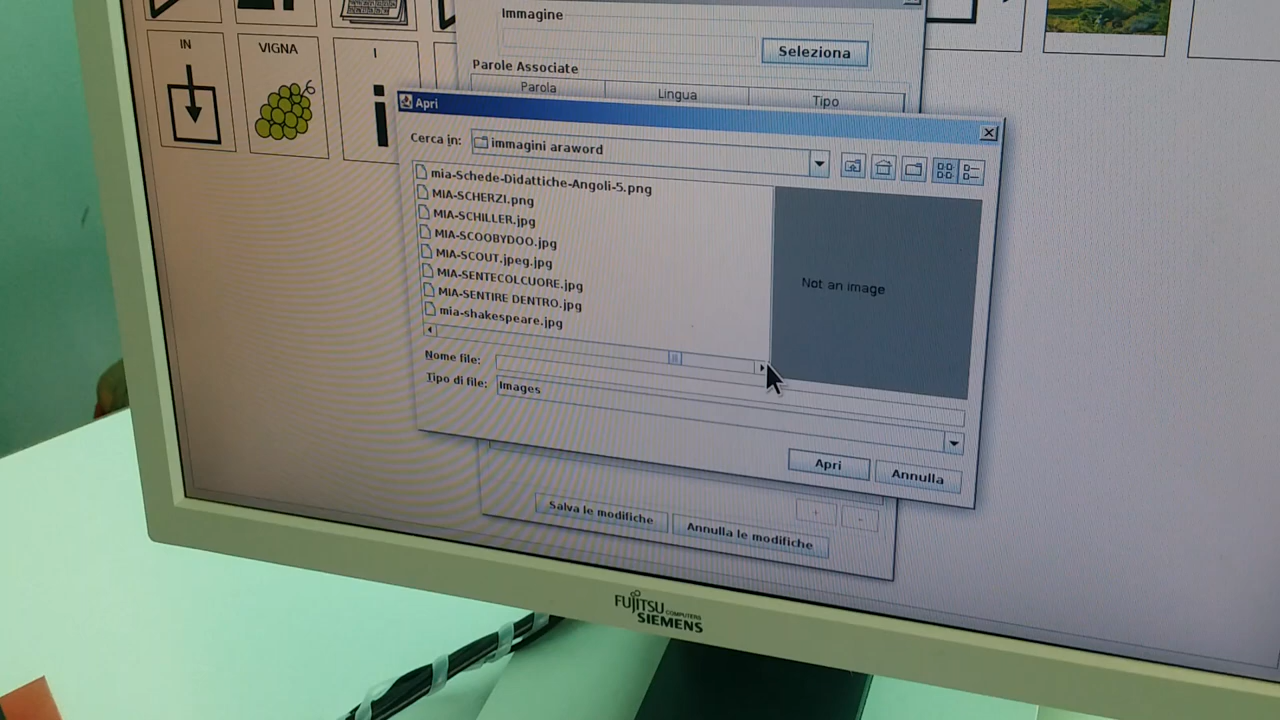 IN
VIGNA
I
Immagine
Seleziona
Parole Associate
Parola
Lingua
Tipo
Apri
Cerca in:
immagini araword
mia-Schede-Didattiche-Angoli-5.png
MIA-SCHERZI.png
MIA-SCHILLER.jpg
MIA-SCOOBYDOO.jpg
MIA-SCOUT.jpeg.jpg
MIA-SENTECOLCUORE.jpg
MIA-SENTIRE DENTRO.jpg
mia-shakespeare.jpg
Not an image
Nome file:
Tipo di file:
Images
Apri
Annulla
Salva le modifiche
Annulla le modifiche
+
-
FUJITSU COMPUTERS
SIEMENS